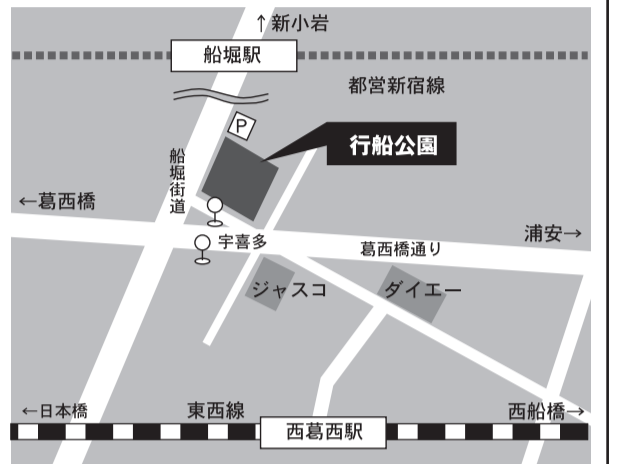 ↑新小岩
船堀駅
都営新宿線
P
行船公園
船堀街道
←葛西橋
宇喜多
葛西橋通り
浦安→
ジャスコ
ダイエー
←日本橋
東西線
西葛西駅
西船橋→